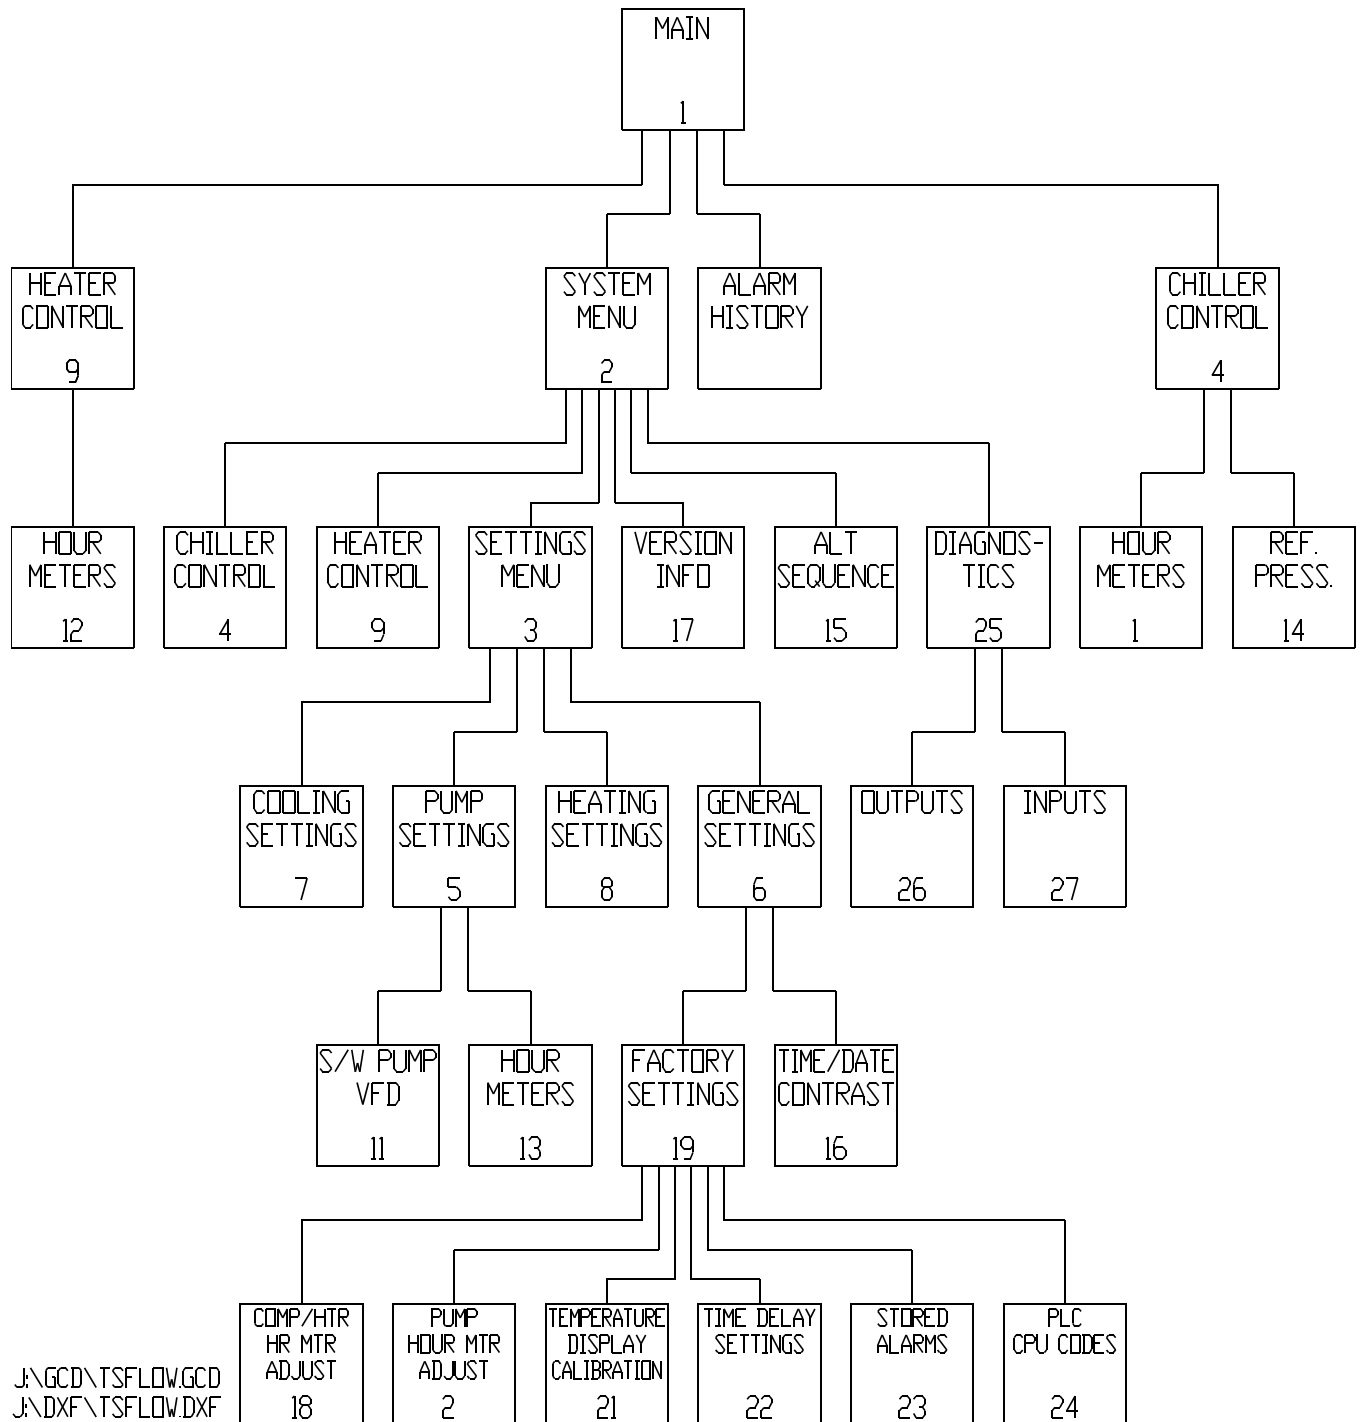 MAIN
1
HEATER
CONTROL
9
SYSTEM
MENU
2
ALARM
HISTORY
CHILLER
CONTROL
4
HOUR
METERS
12
CHILLER
CONTROL
4
HEATER
CONTROL
9
SETTINGS
MENU
3
VERSION
INFO
17
ALT
SEQUENCE
15
DIAGNOS-
TICS
25
HOUR
METERS
1
REF.
PRESS.
14
COOLING
SETTINGS
7
PUMP
SETTINGS
5
HEATING
SETTINGS
8
GENERAL
SETTINGS
6
OUTPUTS
26
INPUTS
27
S/W PUMP
VFD
11
HOUR
METERS
13
FACTORY
SETTINGS
19
TIME/DATE
CONTRAST
16
COMP/HTR
HR MTR
ADJUST
18
PUMP
HOUR MTR
ADJUST
2
TEMPERATURE
DISPLAY
CALIBRATION
21
TIME DELAY
SETTINGS
22
STORED
ALARMS
23
PLC
CPU CODES
24
J:\GCD\TSFLOW.GCD
J:\DXF\TSFLOW.DXF